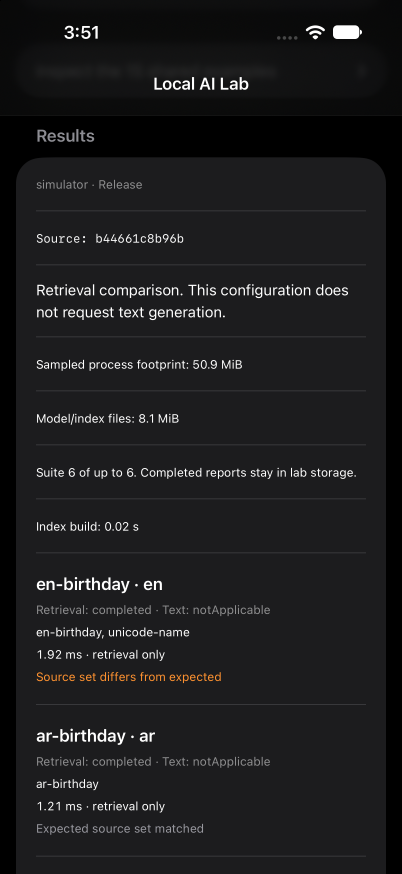 3:51
Local AI Lab
Results
simulator · Release
Source: b44661c8b96b
Retrieval comparison. This configuration does
not request text generation.
Sampled process footprint: 50.9 MiB
Model/index files: 8.1 MiB
Suite 6 of up to 6. Completed reports stay in lab storage.
Index build: 0.02 s
en-birthday · en
Retrieval: completed · Text: notApplicable
en-birthday, unicode-name
1.92 ms · retrieval only
Source set differs from expected
ar-birthday · ar
Retrieval: completed · Text: notApplicable
ar-birthday
1.21 ms · retrieval only
Expected source set matched